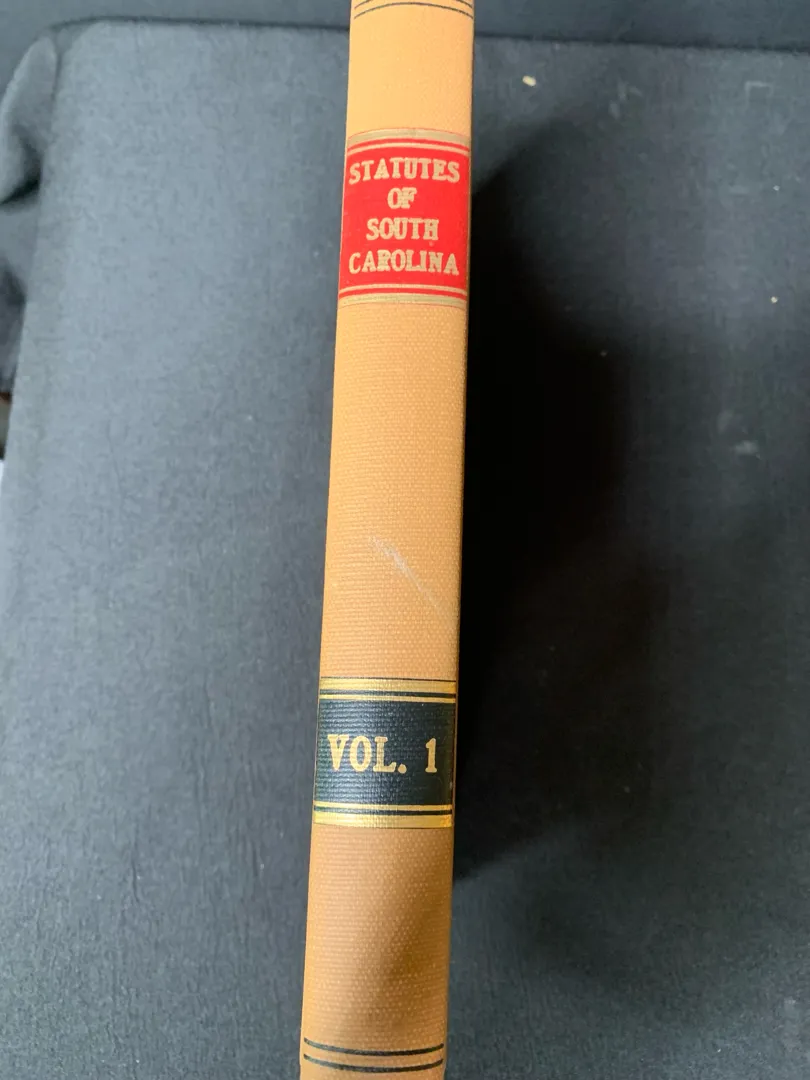 STATUTES
OF
SOUTH
CAROLINA
VOL. 1